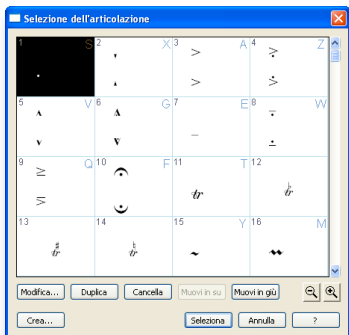 Selezione dell'articolazione
1 S 2 X 3 A 4 Z
5 V 6 G 7 E 8 W
9 Q 10 F 11 T 12
tr tr
13 14 15 Y 16 M
tr tr
Modifica... Duplica Cancella Muovi in su Muovi in giù
Crea... Seleziona Annulla ?